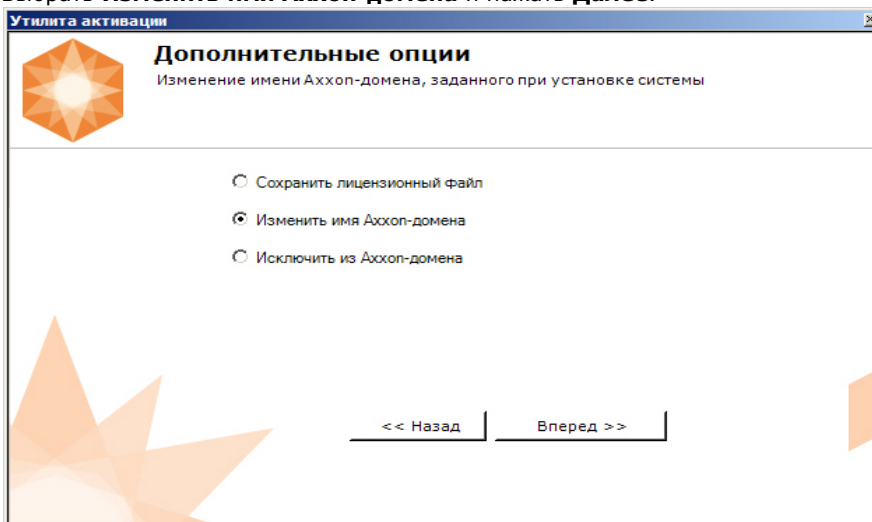 Утилита активации
Дополнительные опции
Изменение имени Axxon-домена, заданного при установке системы
Сохранить лицензионный файл
Изменить имя Axxon-домена
Исключить из Axxon-домена
<< Назад
Вперед >>